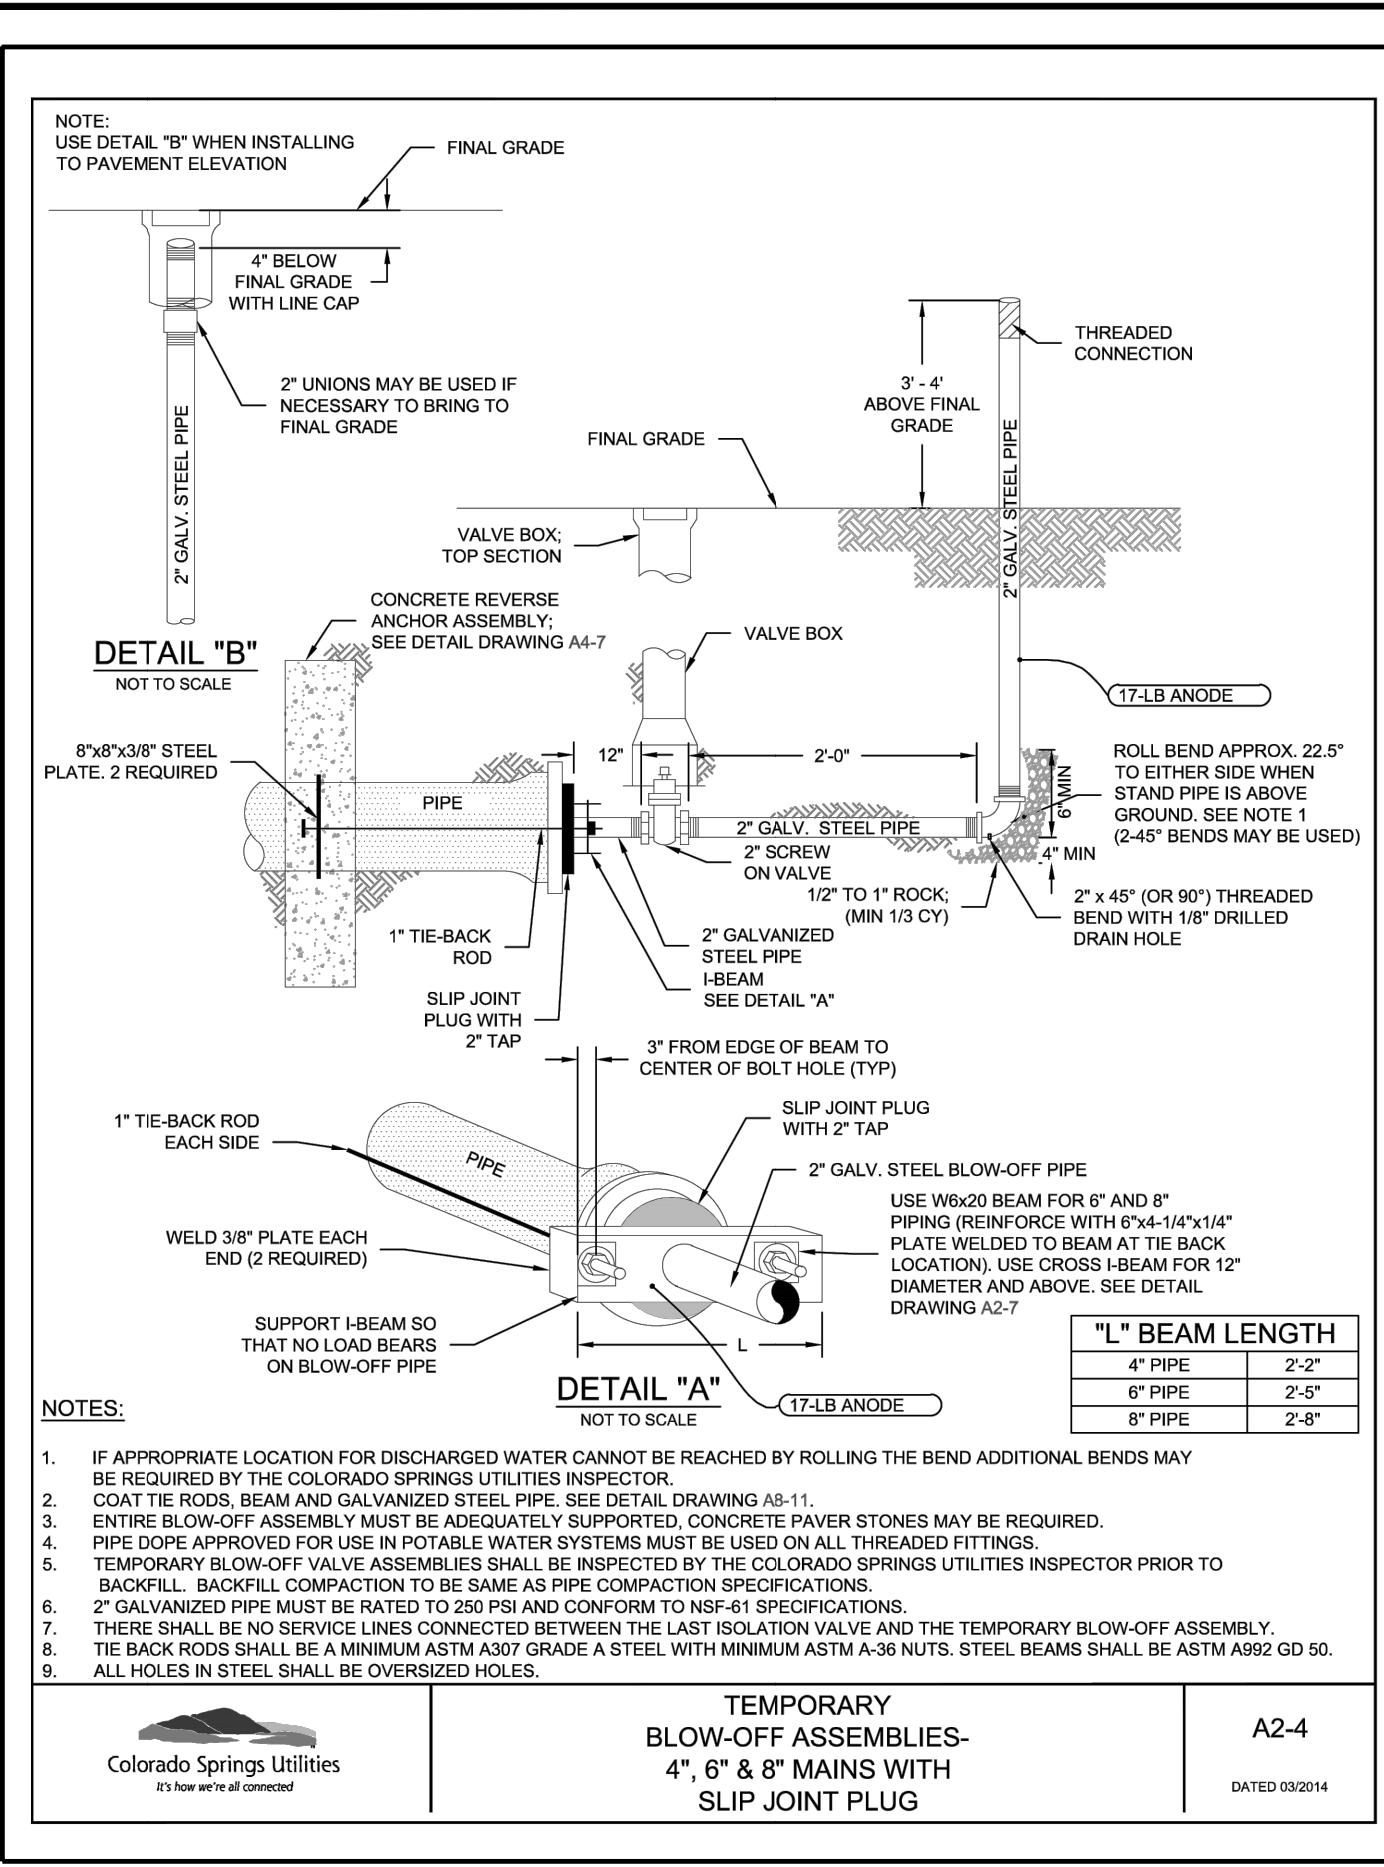 NOTE:
USE DETAIL "B" WHEN INSTALLING
TO PAVEMENT ELEVATION
FINAL GRADE
4" BELOW
FINAL GRADE
WITH LINE CAP
2" UNIONS MAY BE USED IF
NECESSARY TO BRING TO
FINAL GRADE
2" GALV. STEEL PIPE
DETAIL "B"
NOT TO SCALE
THREADED
CONNECTION
3' - 4'
ABOVE FINAL
GRADE
FINAL GRADE
2" GALV. STEEL PIPE
VALVE BOX;
TOP SECTION
CONCRETE REVERSE
ANCHOR ASSEMBLY;
SEE DETAIL DRAWING A4-7
VALVE BOX
17-LB ANODE
8"x8"x3/8" STEEL
PLATE. 2 REQUIRED
12"
2'-0"
PIPE
2" GALV. STEEL PIPE
6" MIN
4" MIN
ROLL BEND APPROX. 22.5°
TO EITHER SIDE WHEN
STAND PIPE IS ABOVE
GROUND. SEE NOTE 1
(2-45° BENDS MAY BE USED)
2" SCREW
ON VALVE
1/2" TO 1" ROCK;
(MIN 1/3 CY)
2" x 45° (OR 90°) THREADED
BEND WITH 1/8" DRILLED
DRAIN HOLE
1" TIE-BACK
ROD
2" GALVANIZED
STEEL PIPE
I-BEAM
SEE DETAIL "A"
SLIP JOINT
PLUG WITH
2" TAP
3" FROM EDGE OF BEAM TO
CENTER OF BOLT HOLE (TYP)
1" TIE-BACK ROD
EACH SIDE
PIPE
SLIP JOINT PLUG
WITH 2" TAP
2" GALV. STEEL BLOW-OFF PIPE
WELD 3/8" PLATE EACH
END (2 REQUIRED)
USE W6x20 BEAM FOR 6" AND 8"
PIPING (REINFORCE WITH 6"x4-1/4"x1/4"
PLATE WELDED TO BEAM AT TIE BACK
LOCATION). USE CROSS I-BEAM FOR 12"
DIAMETER AND ABOVE. SEE DETAIL
DRAWING A2-7
SUPPORT I-BEAM SO
THAT NO LOAD BEARS
ON BLOW-OFF PIPE
L
DETAIL "A"
NOT TO SCALE
17-LB ANODE
"L" BEAM LENGTH
4" PIPE 2'-2"
6" PIPE 2'-5"
8" PIPE 2'-8"
NOTES:
1. IF APPROPRIATE LOCATION FOR DISCHARGED WATER CANNOT BE REACHED BY ROLLING THE BEND ADDITIONAL BENDS MAY
BE REQUIRED BY THE COLORADO SPRINGS UTILITIES INSPECTOR.
2. COAT TIE RODS, BEAM AND GALVANIZED STEEL PIPE. SEE DETAIL DRAWING A8-11.
3. ENTIRE BLOW-OFF ASSEMBLY MUST BE ADEQUATELY SUPPORTED, CONCRETE PAVER STONES MAY BE REQUIRED.
4. PIPE DOPE APPROVED FOR USE IN POTABLE WATER SYSTEMS MUST BE USED ON ALL THREADED FITTINGS.
5. TEMPORARY BLOW-OFF VALVE ASSEMBLIES SHALL BE INSPECTED BY THE COLORADO SPRINGS UTILITIES INSPECTOR PRIOR TO
BACKFILL. BACKFILL COMPACTION TO BE SAME AS PIPE COMPACTION SPECIFICATIONS.
6. 2" GALVANIZED PIPE MUST BE RATED TO 250 PSI AND CONFORM TO NSF-61 SPECIFICATIONS.
7. THERE SHALL BE NO SERVICE LINES CONNECTED BETWEEN THE LAST ISOLATION VALVE AND THE TEMPORARY BLOW-OFF ASSEMBLY.
8. TIE BACK RODS SHALL BE A MINIMUM ASTM A307 GRADE A STEEL WITH MINIMUM ASTM A-36 NUTS. STEEL BEAMS SHALL BE ASTM A992 GD 50.
9. ALL HOLES IN STEEL SHALL BE OVERSIZED HOLES.
Colorado Springs Utilities
It's how we're all connected
TEMPORARY
BLOW-OFF ASSEMBLIES-
4", 6" & 8" MAINS WITH
SLIP JOINT PLUG
A2-4
DATED 03/2014